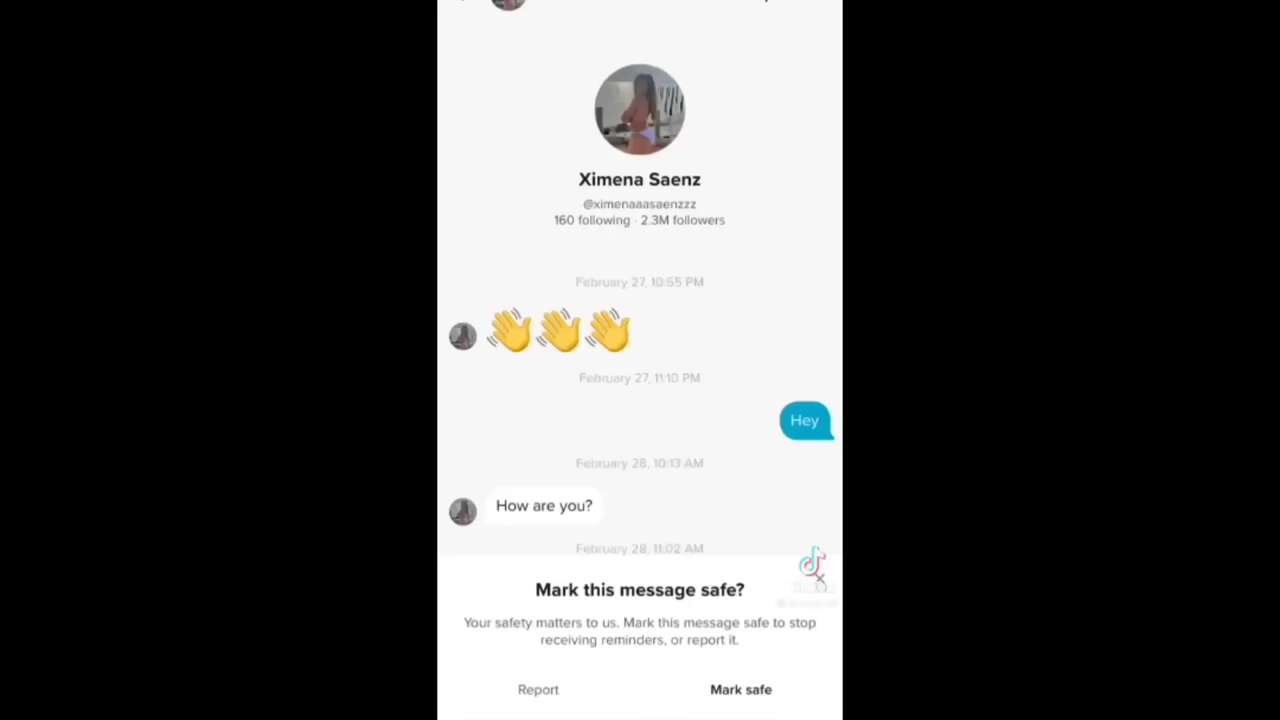 Ximena Saenz
@ximenaaasaenzzz
160 following · 2.3M followers
February 27, 10:55 PM
February 27, 11:10 PM
Hey
February 28, 10:13 AM
How are you?
February 28, 11:02 AM
Mark this message safe?
Your safety matters to us. Mark this message safe to stop
receiving reminders, or report it.
Report
Mark safe